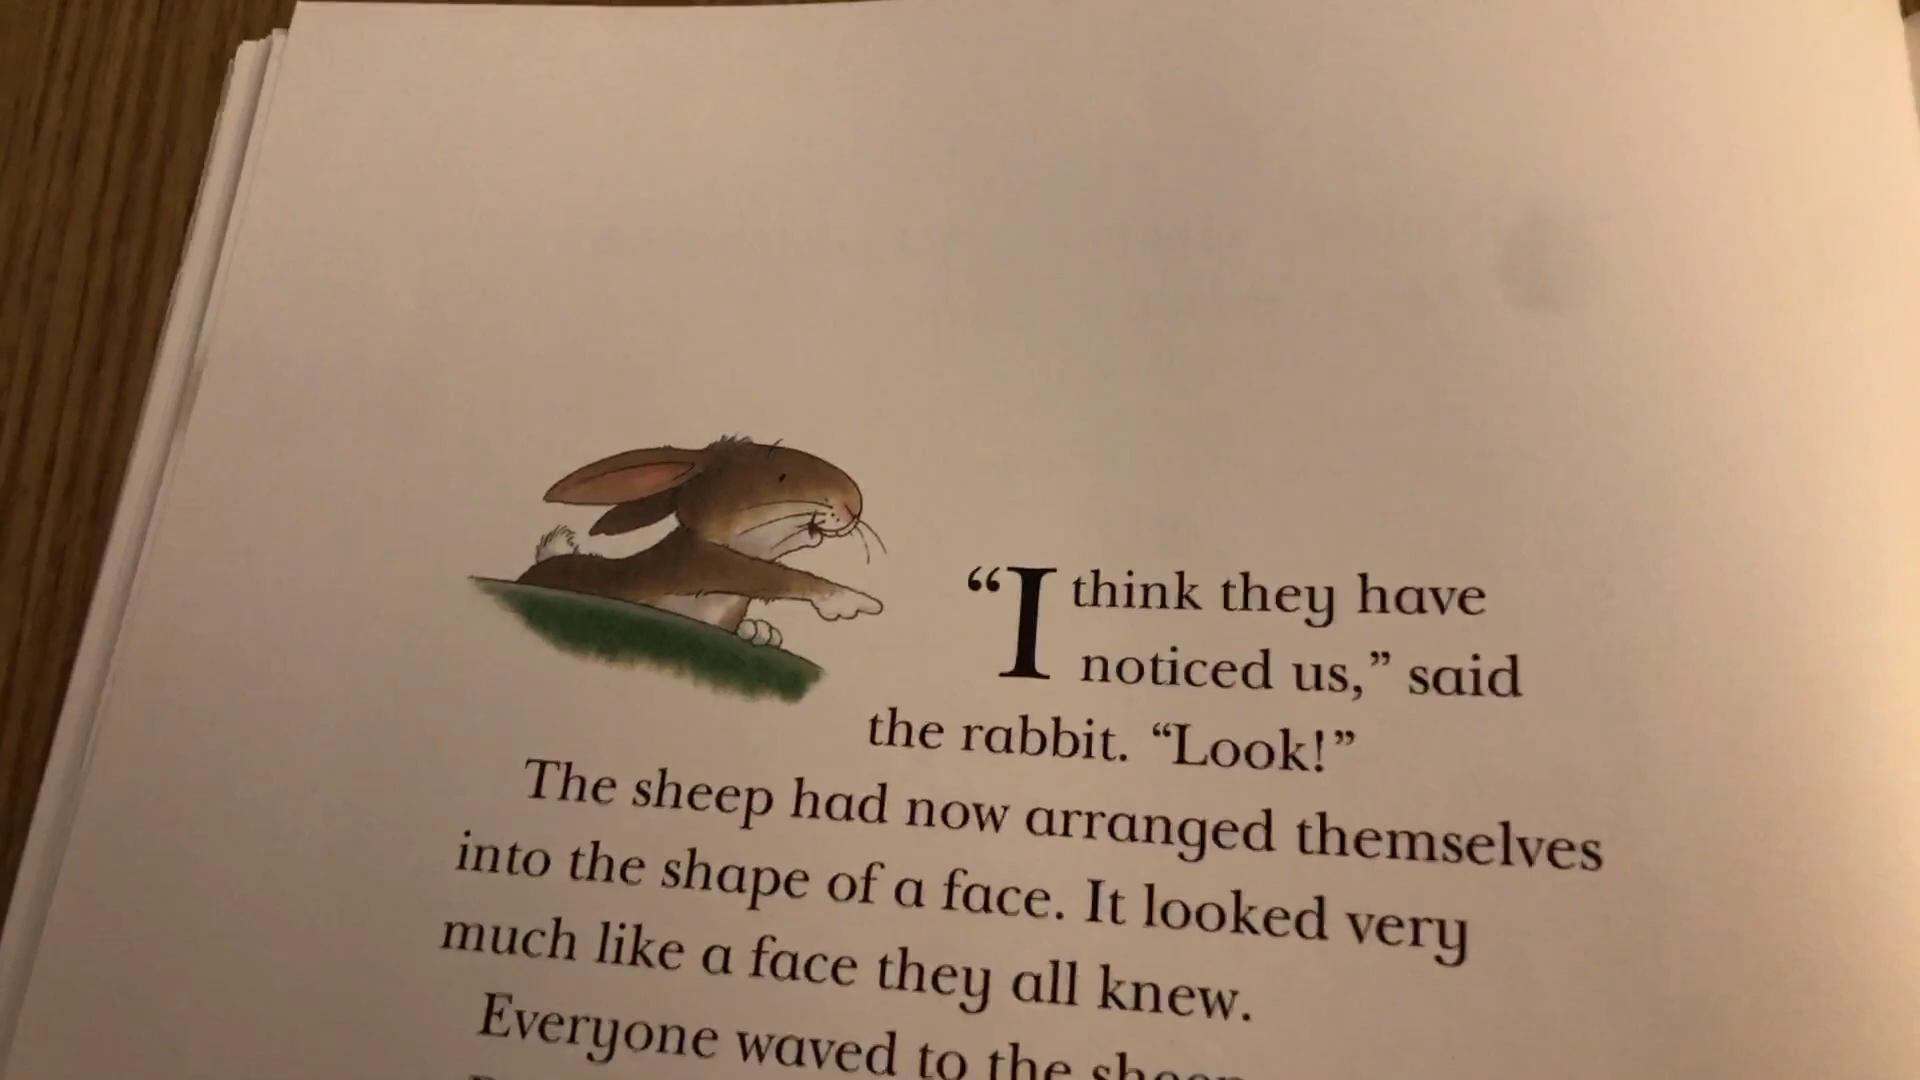 “I think they have
noticed us,” said
the rabbit. “Look!”
The sheep had now arranged themselves
into the shape of a face. It looked very
much like a face they all knew.
Everyone waved to the